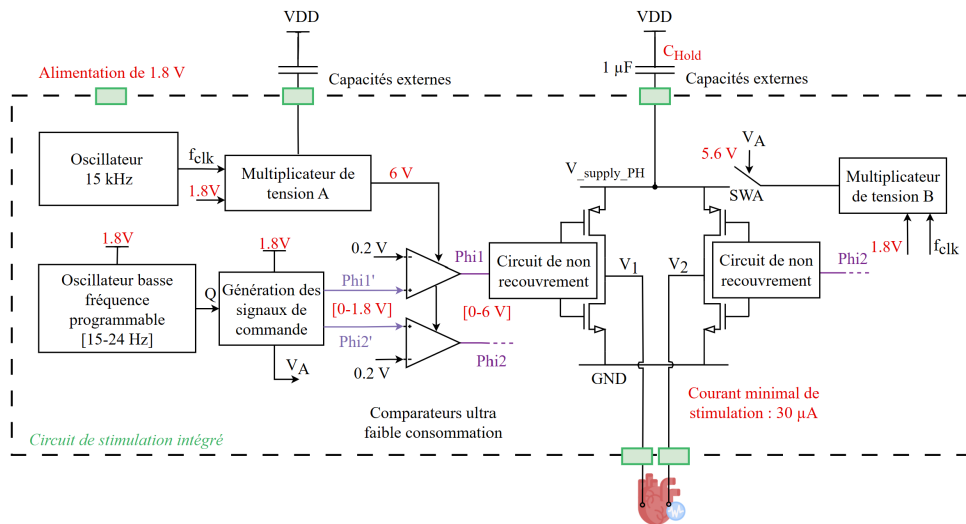 VDD
VDD
C_Hold
1 µF
Alimentation de 1.8 V
Capacités externes
Capacités externes
Oscillateur
15 kHz
f_clk
1.8V
Multiplicateur de
tension A
6 V
V_supply_PH
5.6 V
V_A
SWA
Multiplicateur
de tension B
1.8V
f_clk
1.8V
Oscillateur basse
fréquence
programmable
[15-24 Hz]
Q
1.8V
Génération des
signaux de
commande
V_A
0.2 V
Phi1'
[0-1.8 V]
Phi2'
0.2 V
Phi1
[0-6 V]
Phi2
Circuit de non
recouvrement
V_1
V_2
Circuit de non
recouvrement
Phi2
GND
Comparateurs ultra
faible consommation
Courant minimal de
stimulation : 30 µA
Circuit de stimulation intégré